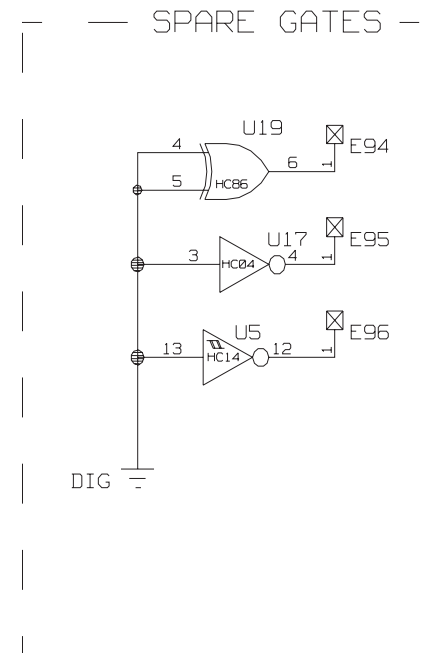 SPARE GATES
U19
4
5
6
HC86
1
E94
U17
3
4
HC04
1
E95
U5
13
12
HC14
1
E96
DIG